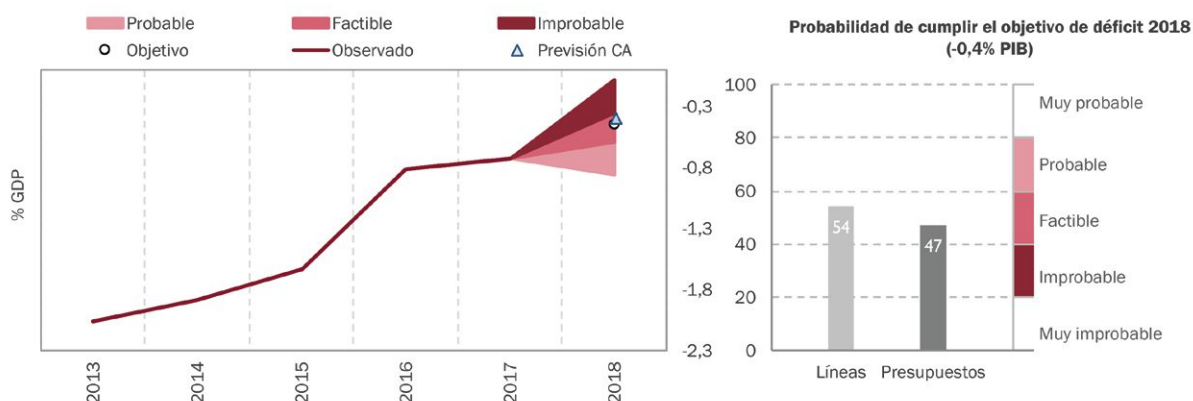 Probable Factible Improbable
Objetivo Observado Previsión CA
% GDP
-0,3
-0,8
-1,3
-1,8
-2,3
2013 2014 2015 2016 2017 2018
Probabilidad de cumplir el objetivo de déficit 2018
(-0,4% PIB)
100
80
60
40
20
0
54
47
Líneas Presupuestos
Muy probable
Probable
Factible
Improbable
Muy improbable